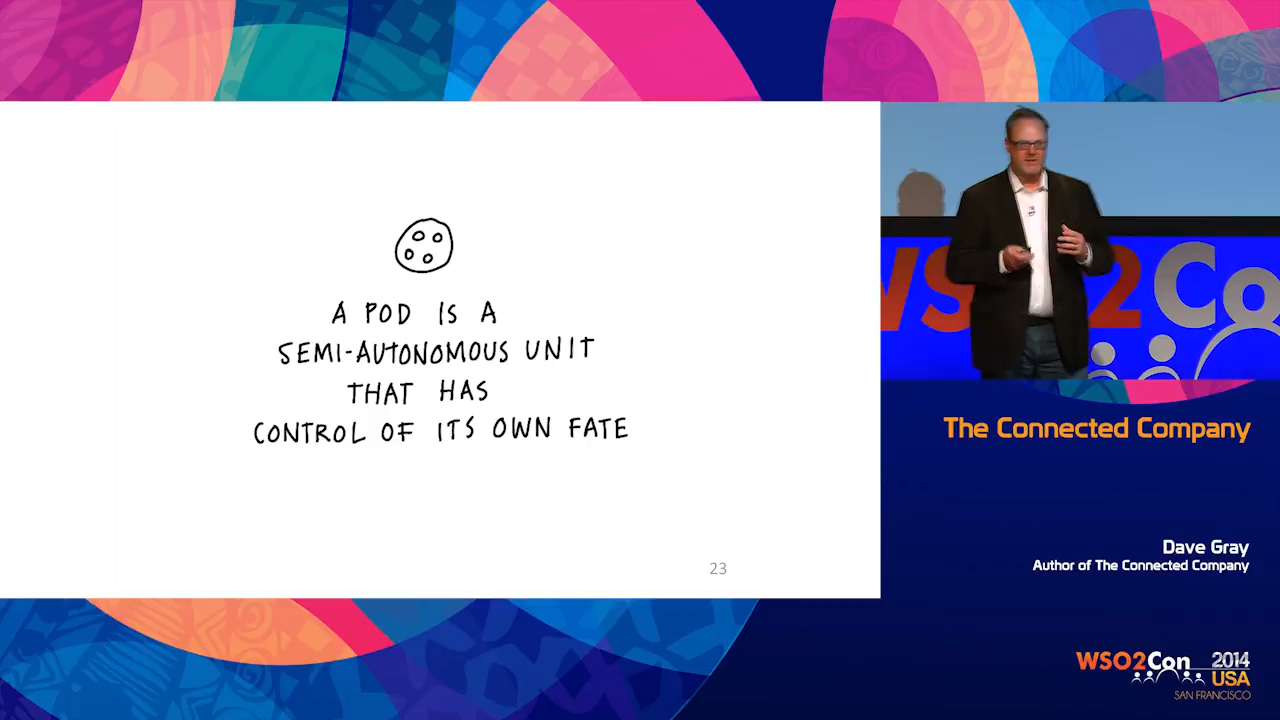 A POD IS A
SEMI-AUTONOMOUS UNIT
THAT HAS
CONTROL OF ITS OWN FATE
23
WSO2Co
The Connected Company
Dave Gray
Author of The Connected Company
WSO2Con 2014
USA
SAN FRANCISCO